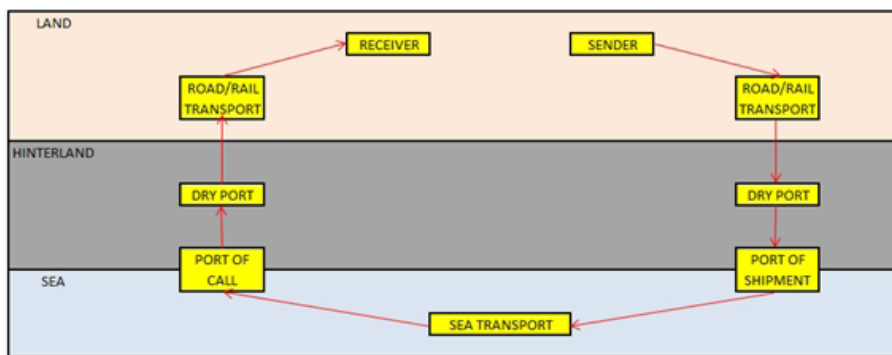 LAND
RECEIVER
SENDER
ROAD/RAIL
TRANSPORT
ROAD/RAIL
TRANSPORT
HINTERLAND
DRY PORT
DRY PORT
PORT OF
CALL
PORT OF
SHIPMENT
SEA
SEA TRANSPORT